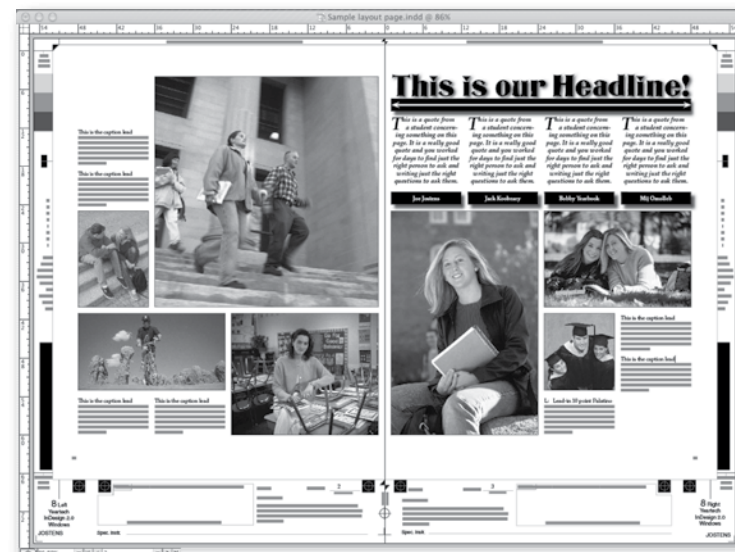 Sample layout page.indd @ 86%
This is our Headline!
This is a quote from
a student concern-
ing something on this
page. It is a really good
quote and you worked
for days to find just the
right person to ask and
writing just the right
questions to ask them.
This is a quote from
a student concern-
ing something on this
page. It is a really good
quote and you worked
for days to find just the
right person to ask and
writing just the right
questions to ask them.
This is a quote from
a student concern-
ing something on this
page. It is a really good
quote and you worked
for days to find just the
right person to ask and
writing just the right
questions to ask them.
This is a quote from
a student concern-
ing something on this
page. It is a really good
quote and you worked
for days to find just the
right person to ask and
writing just the right
questions to ask them.
Joe Jostens
Bobby Yearbook
This is the caption lead
This is the caption lead
This is the caption lead
This is the caption lead
This is the caption lead
This is the caption lead
L: Lead-in 10 point Palatino
2
3
8 Left
Yeartech
InDesign 2.0
Windows
JOSTENS
Spec. Instr.
Spec. Instr.
8 Right
Yeartech
InDesign 2.0
Windows
JOSTENS